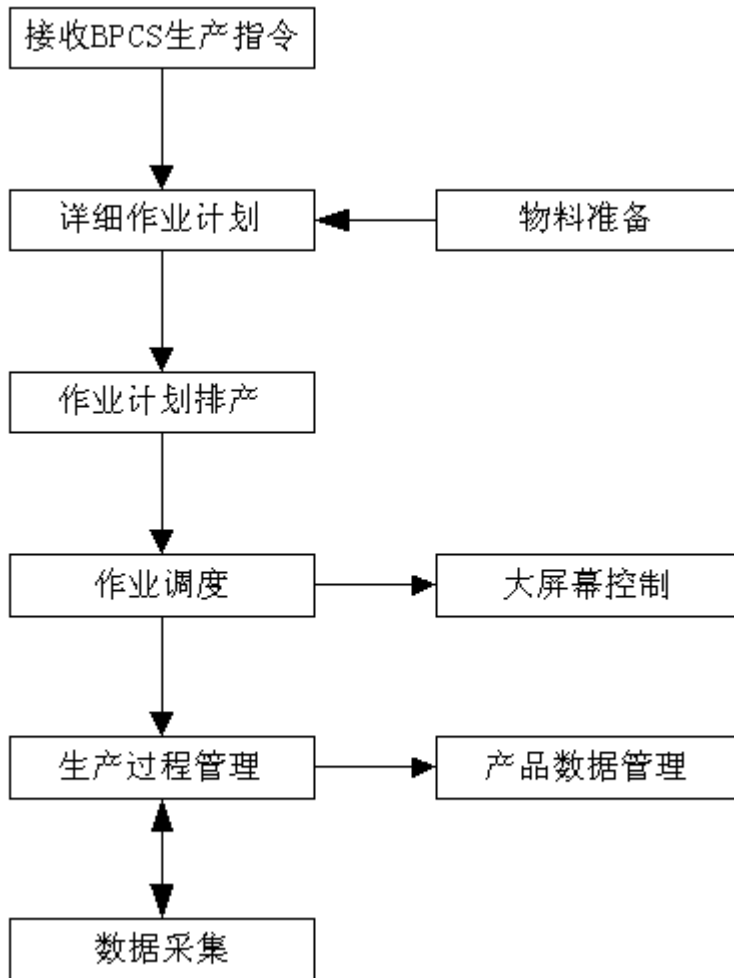 接收BPCS生产指令
详细作业计划
物料准备
作业计划排产
作业调度
大屏幕控制
生产过程管理
产品数据管理
数据采集